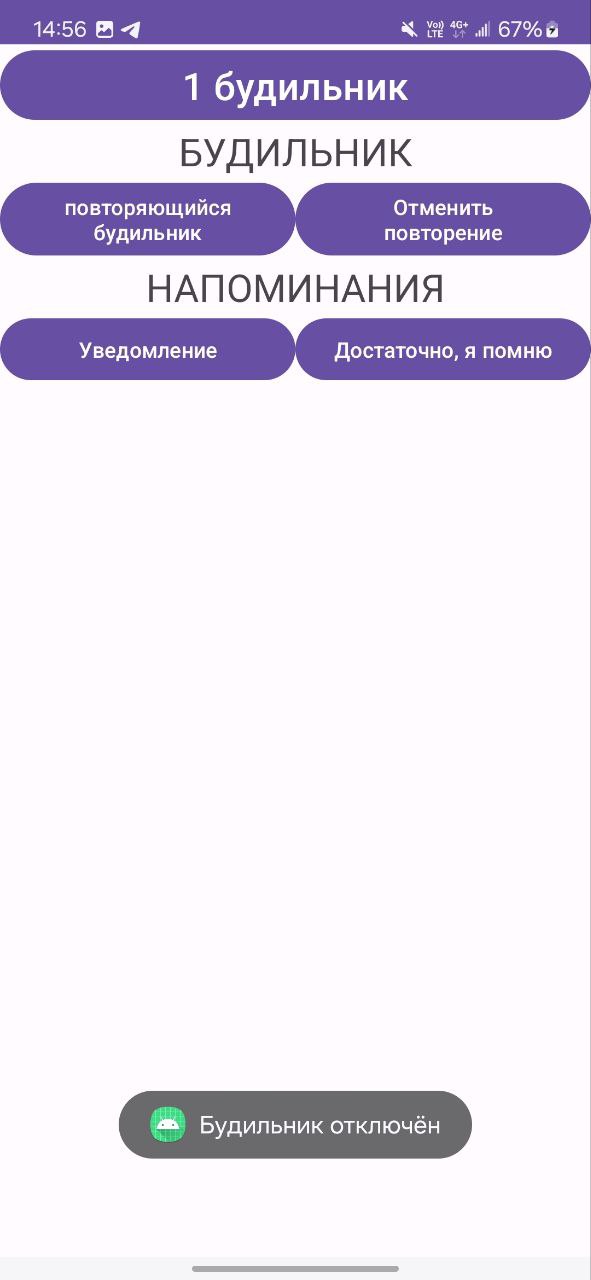 14:56 Vo)) LTE 4G+ 67%
1 будильник
БУДИЛЬНИК
повторяющийся
будильник
Отменить
повторение
НАПОМИНАНИЯ
Уведомление
Достаточно, я помню
Будильник отключён